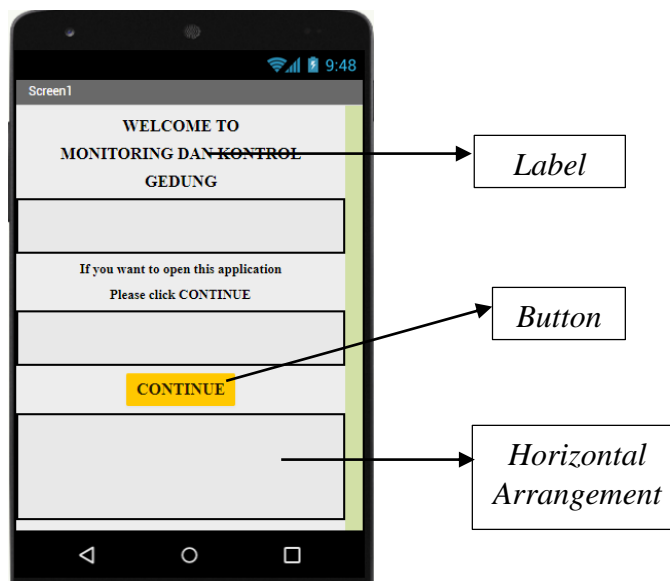 9:48
Screen1
WELCOME TO
MONITORING DAN KONTROL
GEDUNG
If you want to open this application
Please click CONTINUE
CONTINUE
Label
Button
Horizontal
Arrangement